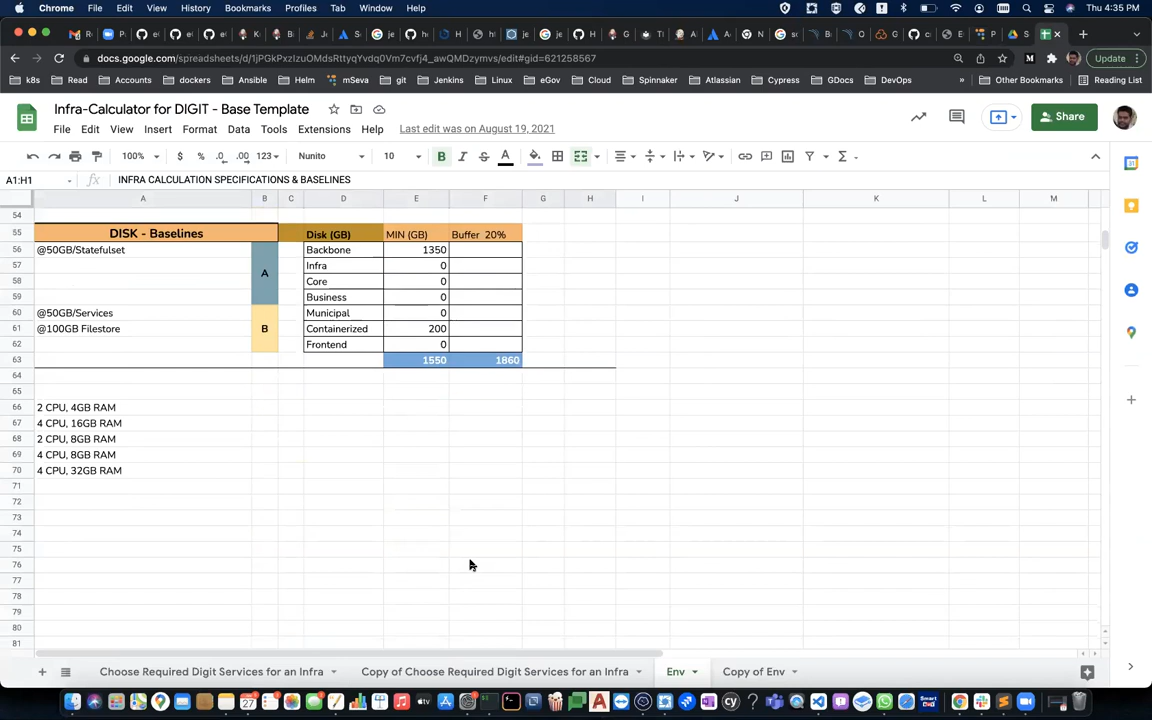 Chrome File Edit View History Bookmarks Profiles Tab Window Help Thu 4:35 PM
docs.google.com/spreadsheets/d/1jPGkPxzIzuOMdsRttyqYvdq0Vm7cHfmv4_awQMDzymvs/edit#gid=621258567 Update
k8s Read Accounts dockers Ansible Helm mSeva git Jenkins Linux eGov Cloud Spinnaker Atlassian Cypress GDocs DevOps » Other Bookmarks Reading List
Infra-Calculator for DIGIT - Base Template
File Edit View Insert Format Data Tools Extensions Help Last edit was on August 19, 2021
Share
100% $ % .0 .00 123 Nunito 10 B I S A
A1:H1 fx INFRA CALCULATION SPECIFICATIONS & BASELINES
A B C D E F G H I J K L M
54
55 DISK - Baselines Disk (GB) MIN (GB) Buffer 20%
56 @50GB/Statefulset Backbone 1350
57 A Infra 0
58 Core 0
59 Business 0
60 @50GB/Services Municipal 0
61 @100GB Filestore B Containerized 200
62 Frontend 0
63 1550 1860
64
65
66 2 CPU, 4GB RAM
67 4 CPU, 16GB RAM
68 2 CPU, 8GB RAM
69 4 CPU, 8GB RAM
70 4 CPU, 32GB RAM
71
72
73
74
75
76
77
78
79
80
81
Choose Required Digit Services for an Infra Copy of Choose Required Digit Services for an Infra Env Copy of Env